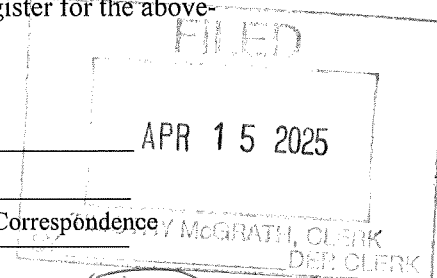 gister for the above-
FILED
APR 15 2025
Correspondence
McGRATH, CLERK
DEP. CLERK